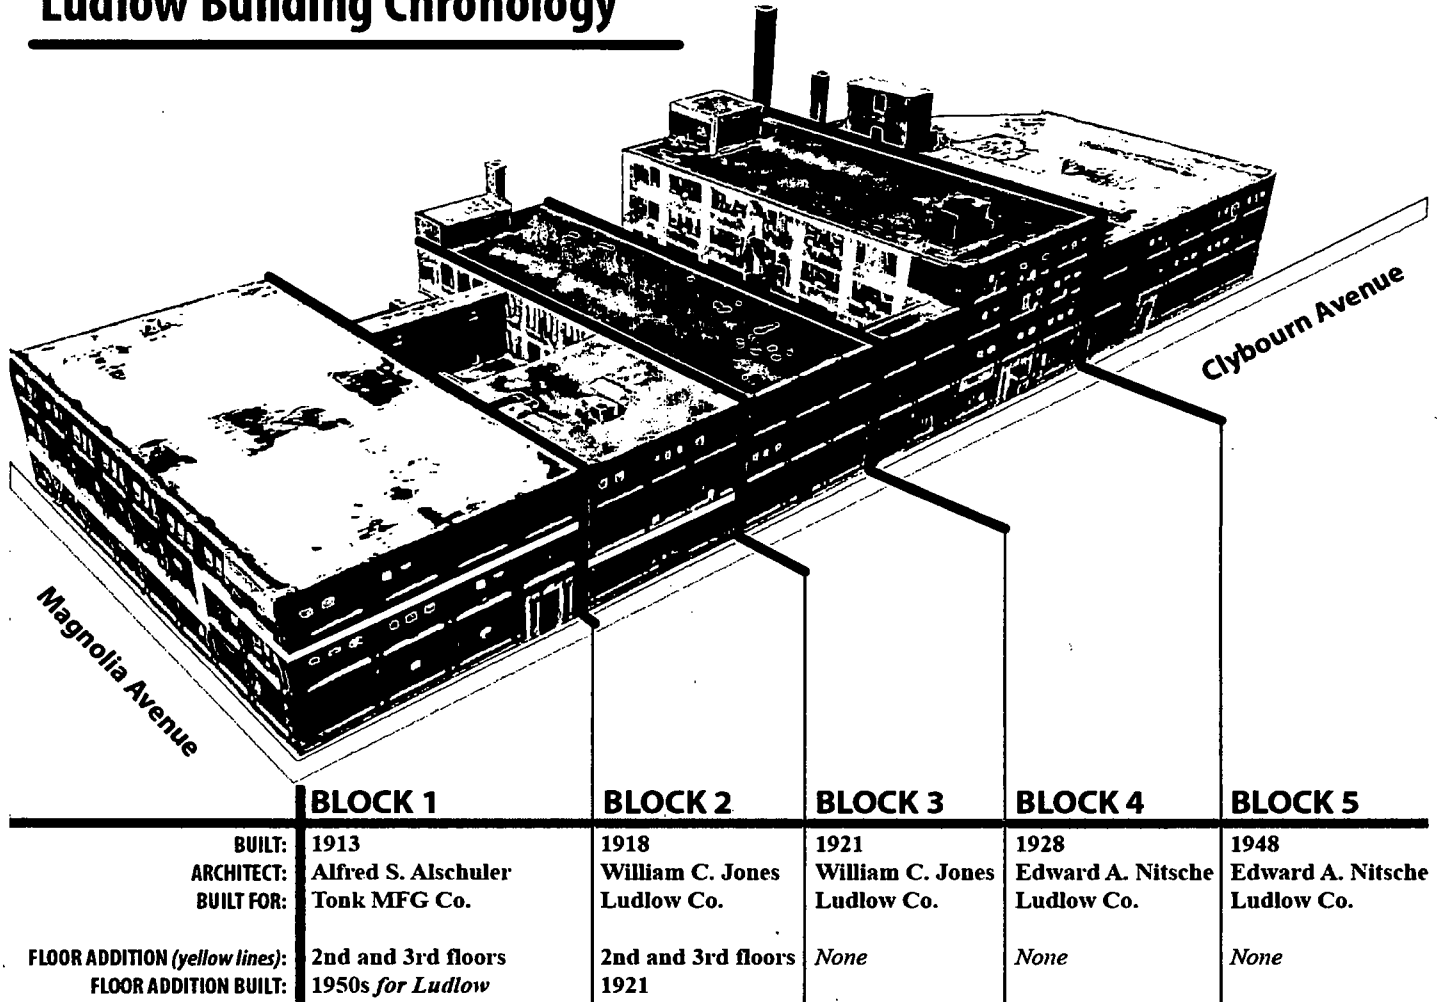 Ludlow Building Chronology
Clybourn Avenue
Magnolia Avenue
BLOCK 1 BLOCK 2 BLOCK 3 BLOCK 4 BLOCK 5
BUILT: 1913 1918 1921 1928 1948
ARCHITECT: Alfred S. Alschuler William C. Jones William C. Jones Edward A. Nitsche Edward A. Nitsche
BUILT FOR: Tonk MFG Co. Ludlow Co. Ludlow Co. Ludlow Co. Ludlow Co.
FLOOR ADDITION (yellow lines): 2nd and 3rd floors 2nd and 3rd floors None None None
FLOOR ADDITION BUILT: 1950s for Ludlow 1921